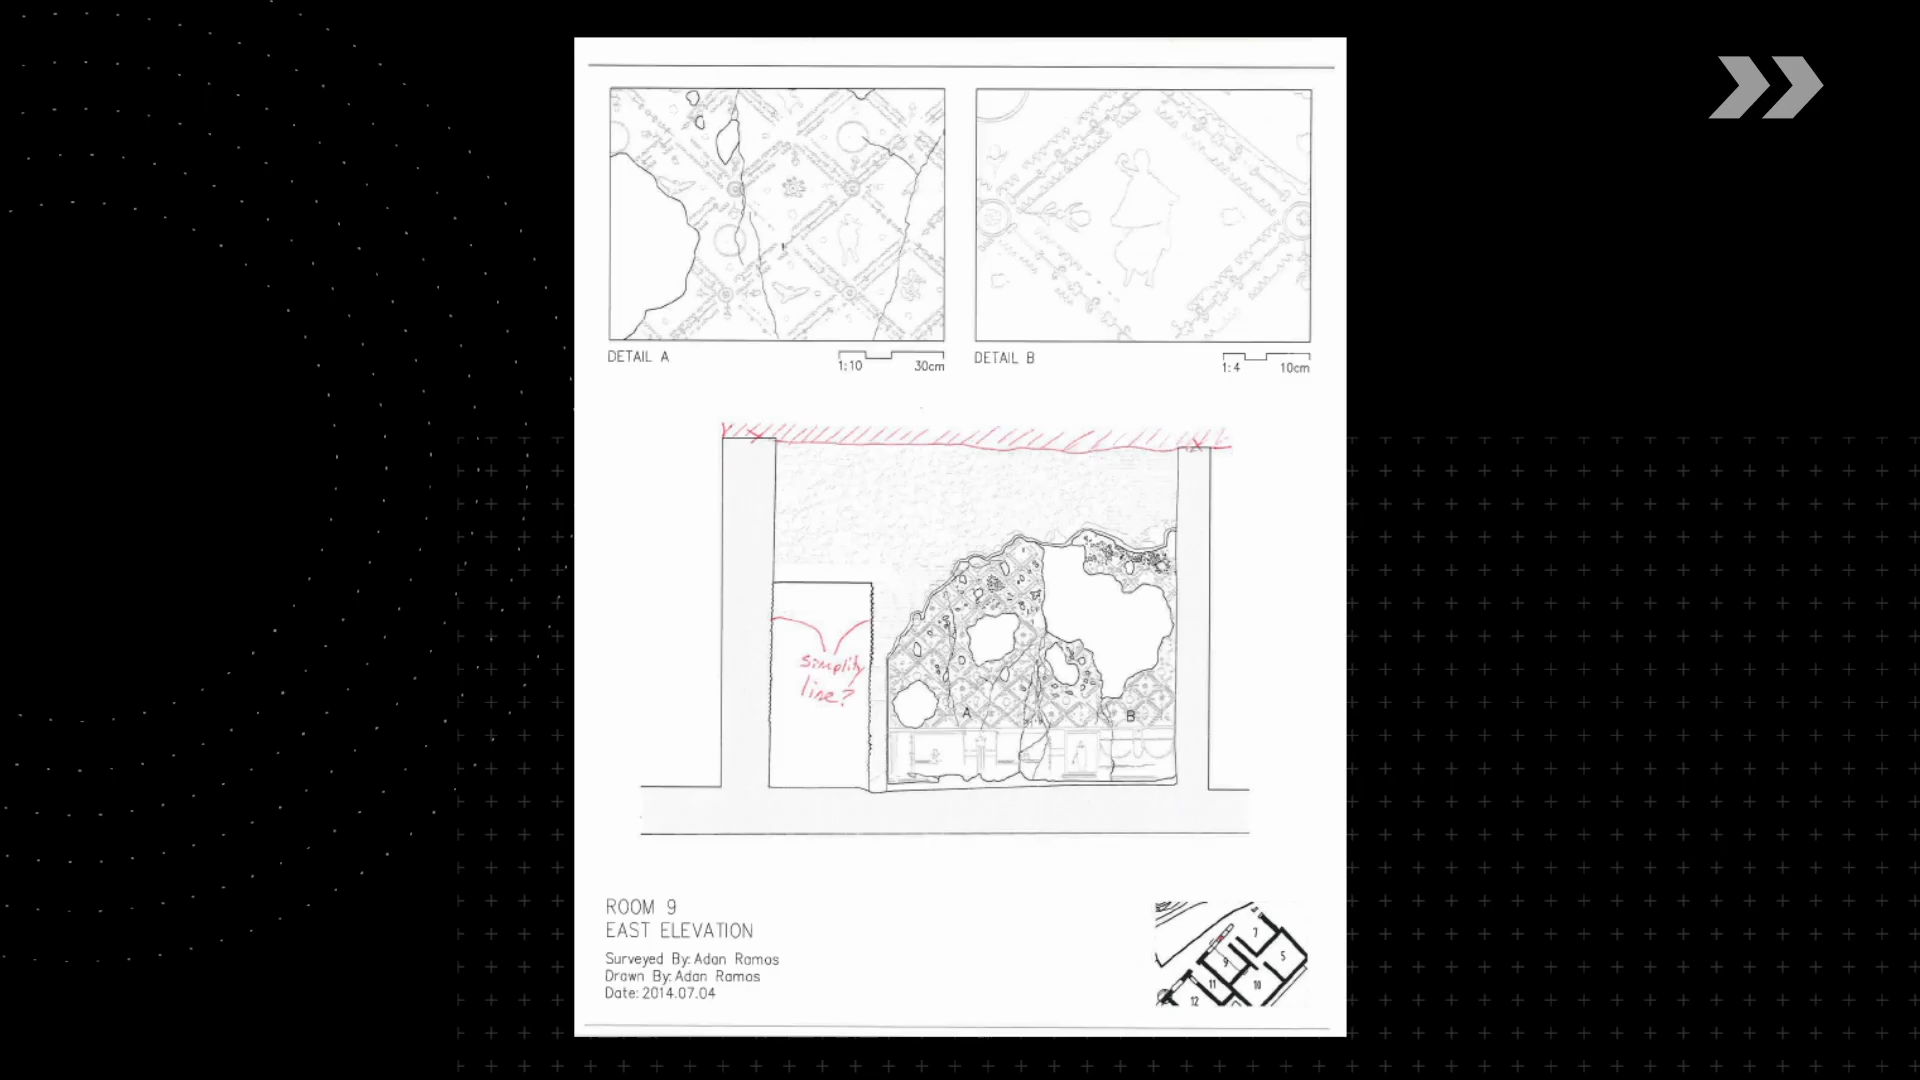 DETAIL A
1:10 30cm
DETAIL B
1:4 10cm
simplify
line?
A
B
ROOM 9
EAST ELEVATION
Surveyed By: Adan Ramos
Drawn By: Adan Ramos
Date: 2014.07.04
7
5
9
11
10
12